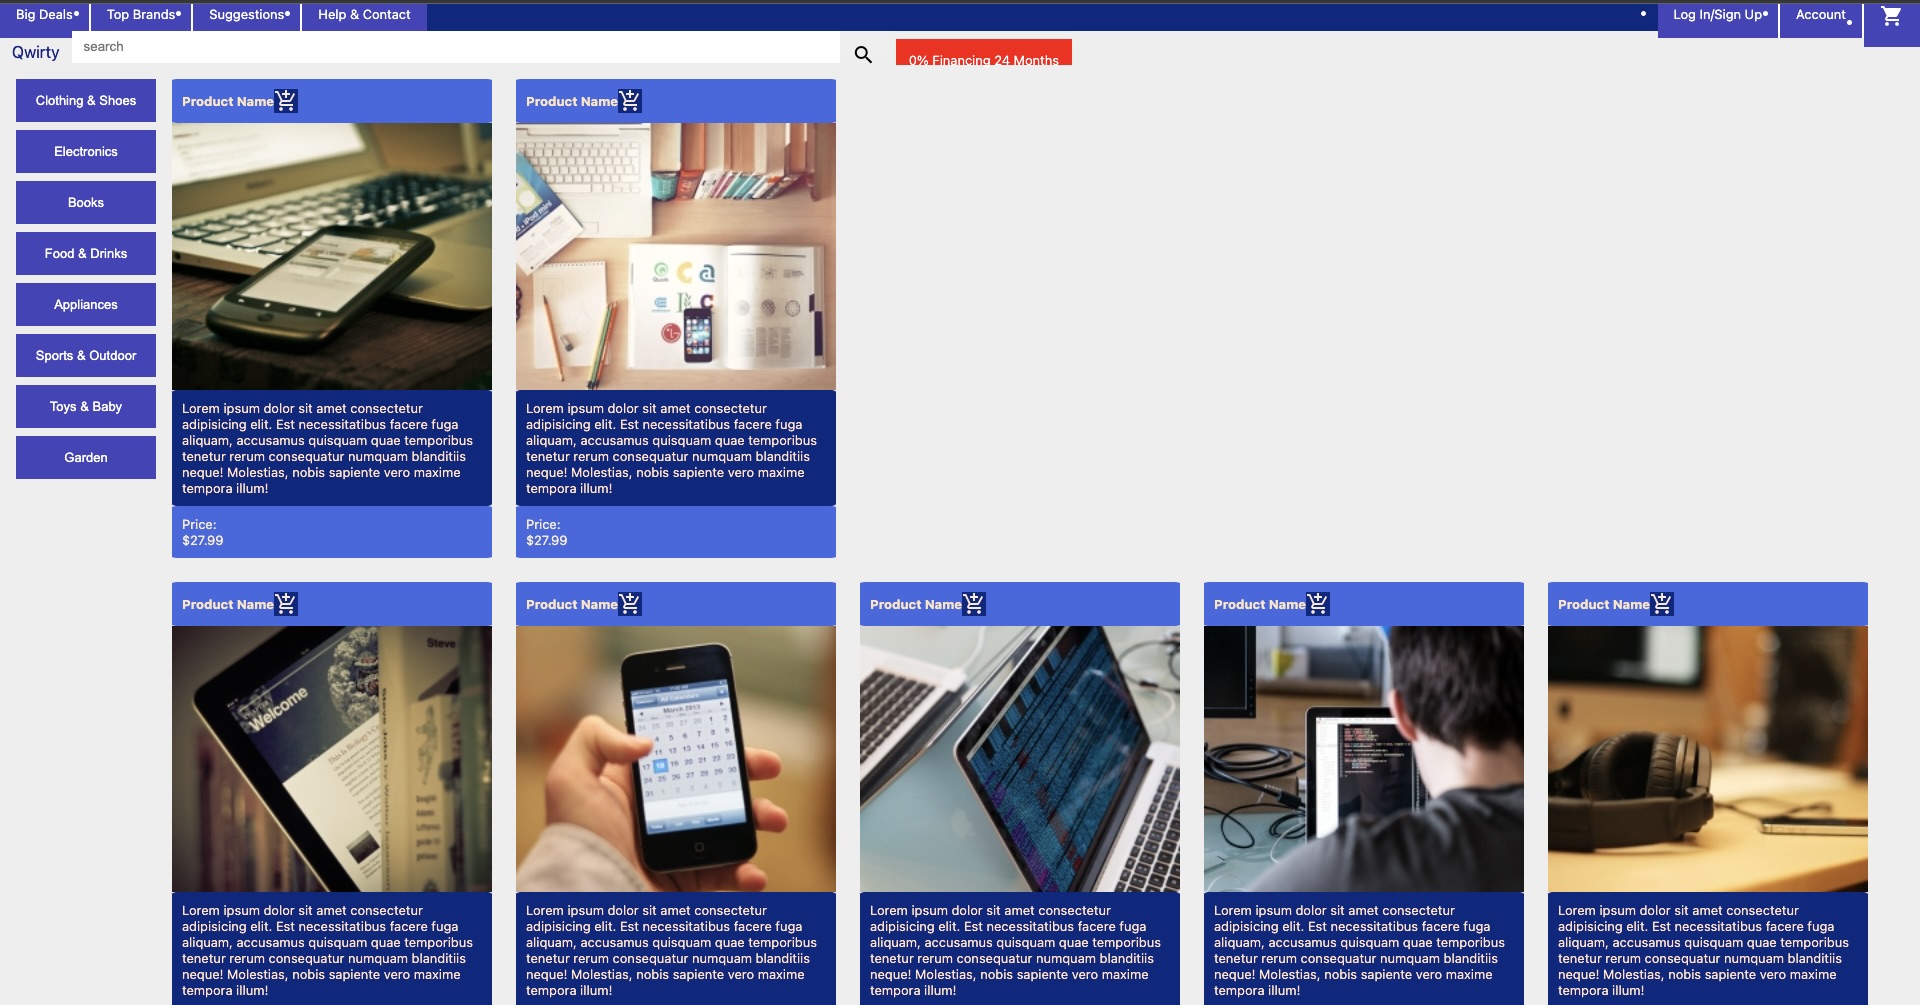 Big Deals
Top Brands
Suggestions
Help & Contact
Log In/Sign Up
Account
Qwirty
search
0% Financing 24 Months
Clothing & Shoes
Electronics
Books
Food & Drinks
Appliances
Sports & Outdoor
Toys & Baby
Garden
Product Name
Lorem ipsum dolor sit amet consectetur
adipisicing elit. Est necessitatibus facere fuga
aliquam, accusamus quisquam quae temporibus
tenetur rerum consequatur numquam blanditiis
neque! Molestias, nobis sapiente vero maxime
tempora illum!
Price:
$27.99
Product Name
iPod mini
Lorem ipsum dolor sit amet consectetur
adipisicing elit. Est necessitatibus facere fuga
aliquam, accusamus quisquam quae temporibus
tenetur rerum consequatur numquam blanditiis
neque! Molestias, nobis sapiente vero maxime
tempora illum!
Price:
$27.99
Product Name
Welcome
Steve
Lorem ipsum dolor sit amet consectetur
adipisicing elit. Est necessitatibus facere fuga
aliquam, accusamus quisquam quae temporibus
tenetur rerum consequatur numquam blanditiis
neque! Molestias, nobis sapiente vero maxime
tempora illum!
Product Name
All Calendars
March 2013
Lorem ipsum dolor sit amet consectetur
adipisicing elit. Est necessitatibus facere fuga
aliquam, accusamus quisquam quae temporibus
tenetur rerum consequatur numquam blanditiis
neque! Molestias, nobis sapiente vero maxime
tempora illum!
Product Name
Lorem ipsum dolor sit amet consectetur
adipisicing elit. Est necessitatibus facere fuga
aliquam, accusamus quisquam quae temporibus
tenetur rerum consequatur numquam blanditiis
neque! Molestias, nobis sapiente vero maxime
tempora illum!
Product Name
Lorem ipsum dolor sit amet consectetur
adipisicing elit. Est necessitatibus facere fuga
aliquam, accusamus quisquam quae temporibus
tenetur rerum consequatur numquam blanditiis
neque! Molestias, nobis sapiente vero maxime
tempora illum!
Product Name
Lorem ipsum dolor sit amet consectetur
adipisicing elit. Est necessitatibus facere fuga
aliquam, accusamus quisquam quae temporibus
tenetur rerum consequatur numquam blanditiis
neque! Molestias, nobis sapiente vero maxime
tempora illum!